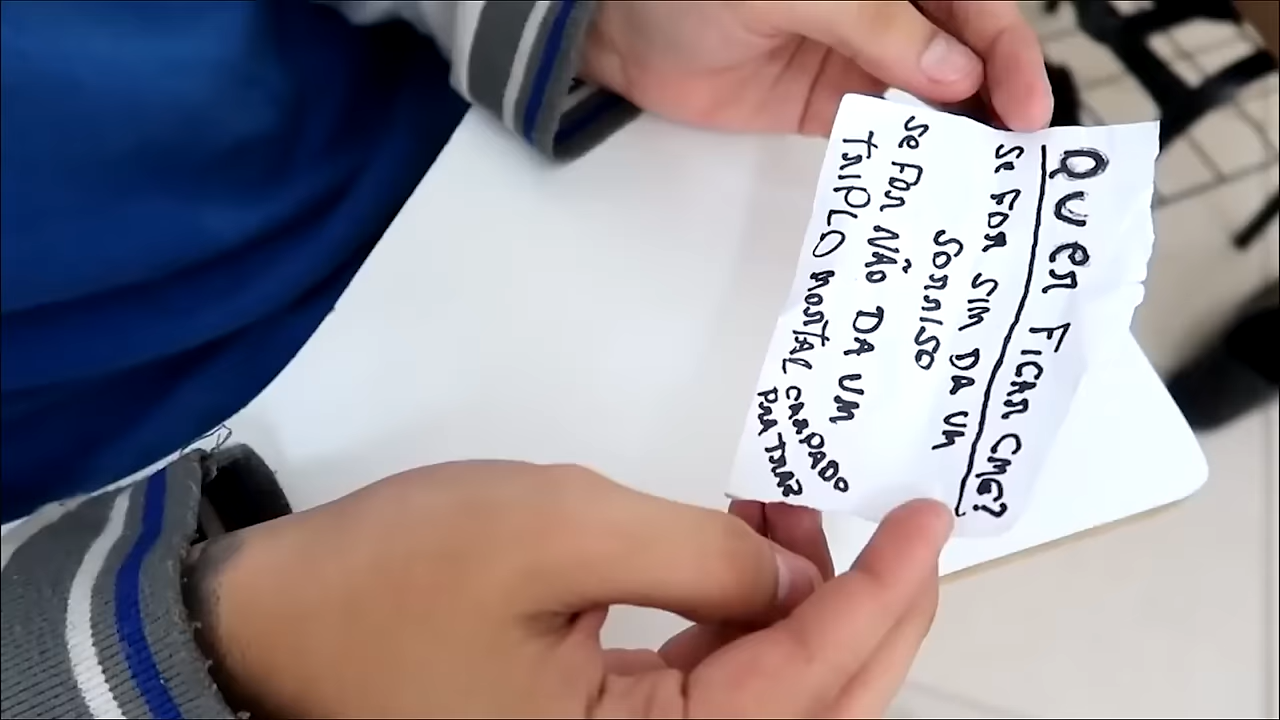 QUER FICAR CMG?
Se FOR SIM DA UM
SORRISO
Se FOR NÃO DA UM
TRIPLO MORTAL CARPADO
PRA TRAZ